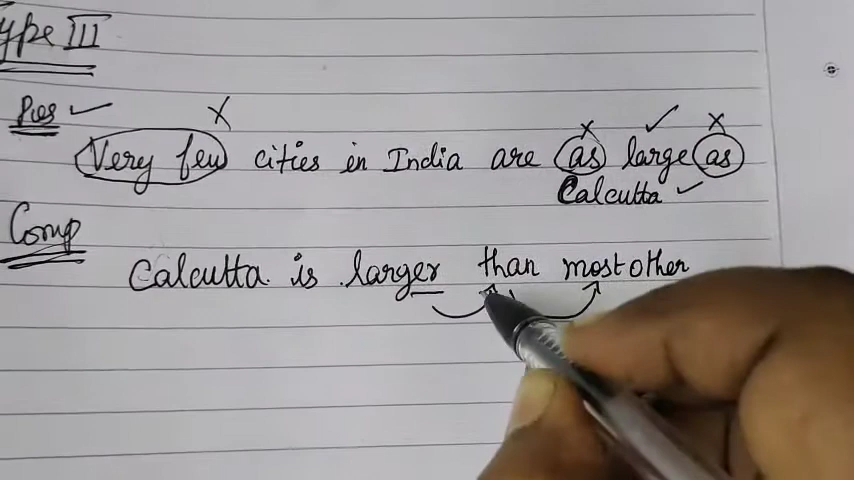 ype III
Pos
Very few cities in India are as large as
Calcutta
Comp
Calcutta is larger than most other